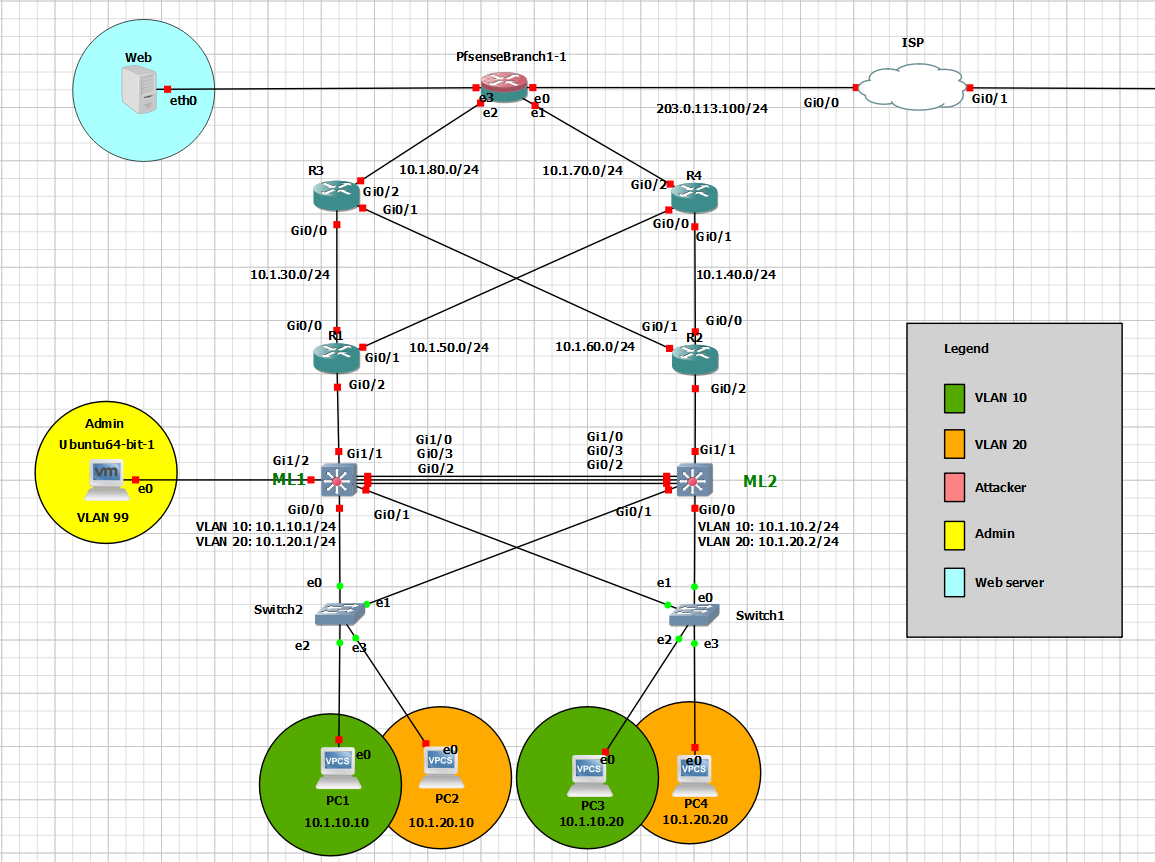 PfsenseBranch1-1
ISP
Web
eth0
e3
e0
e2
e1
203.0.113.100/24
Gi0/0
Gi0/1
R3
10.1.80.0/24
10.1.70.0/24
R4
Gi0/2
Gi0/2
Gi0/1
Gi0/0
Gi0/0
Gi0/1
10.1.30.0/24
10.1.40.0/24
Gi0/0
R1
Gi0/1
10.1.50.0/24
10.1.60.0/24
Gi0/1
Gi0/0
R2
Gi0/2
Gi0/2
Legend
VLAN 10
VLAN 20
Attacker
Admin
Web server
Admin
Ubuntu64-bit-1
vm
e0
VLAN 99
Gi1/2
ML1
Gi1/1
Gi1/0
Gi0/3
Gi0/2
Gi1/0
Gi0/3
Gi0/2
Gi1/1
ML2
Gi0/0
Gi0/1
Gi0/1
Gi0/0
VLAN 10: 10.1.10.1/24
VLAN 20: 10.1.20.1/24
VLAN 10: 10.1.10.2/24
VLAN 20: 10.1.20.2/24
e0
e1
Switch2
e2
e3
e1
e0
Switch1
e2
e3
e0
VPCS
PC1
10.1.10.10
e0
VPCS
PC2
10.1.20.10
e0
VPCS
PC3
10.1.10.20
e0
VPCS
PC4
10.1.20.20